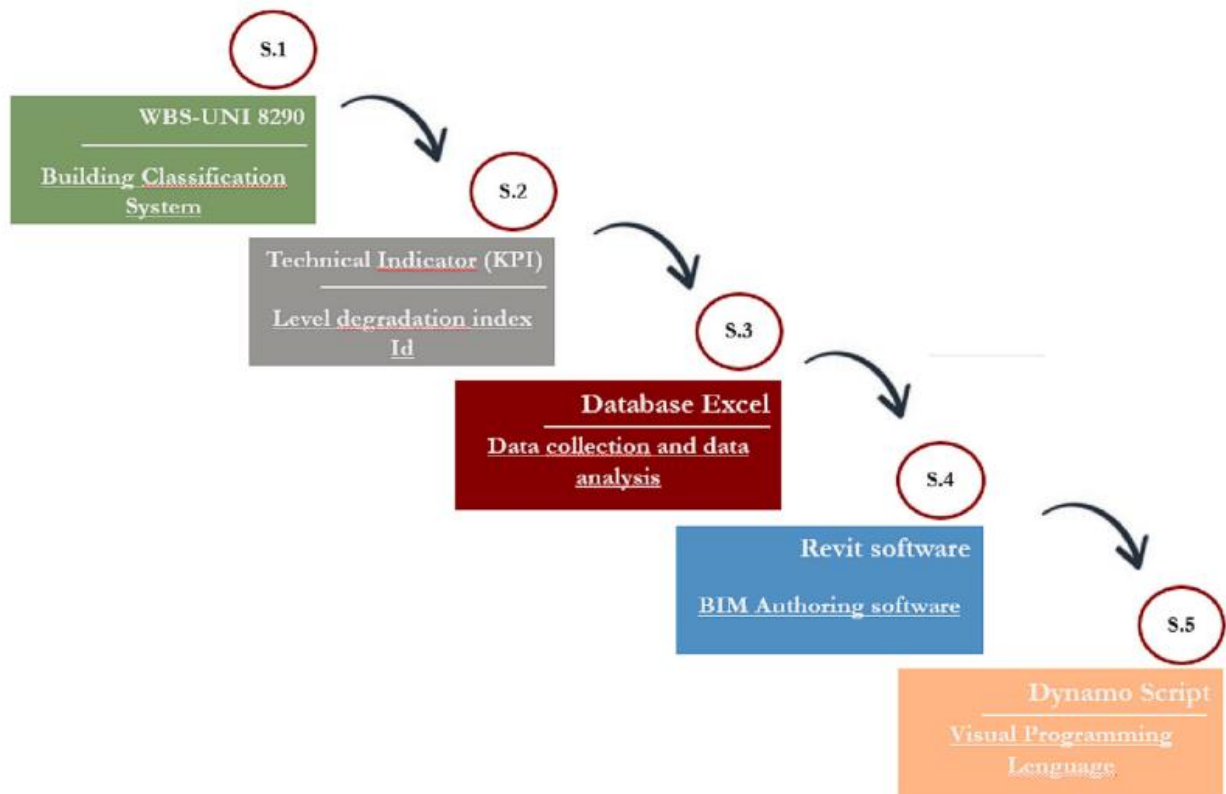 S.1
WBS-UNI 8290
Building Classification
System
S.2
Technical Indicator (KPI)
Level degradation index
Id
S.3
Database Excel
Data collection and data
analysis
S.4
Revit software
BIM Authoring software
S.5
Dynamo Script
Visual Programming
Lenguage